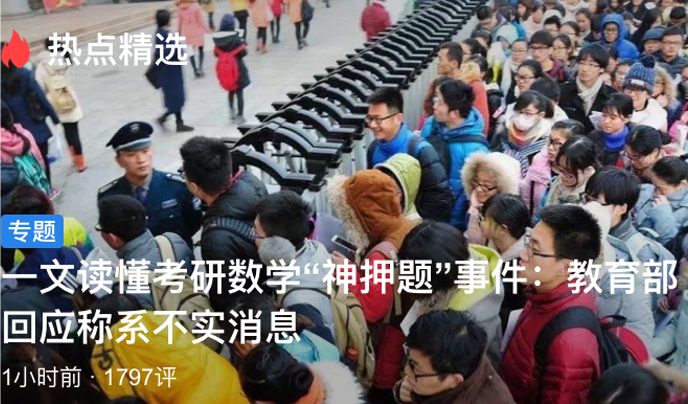 热点精选
专题
一文读懂考研数学“神押题”事件：教育部
回应称系不实消息
1小时前 · 1797评